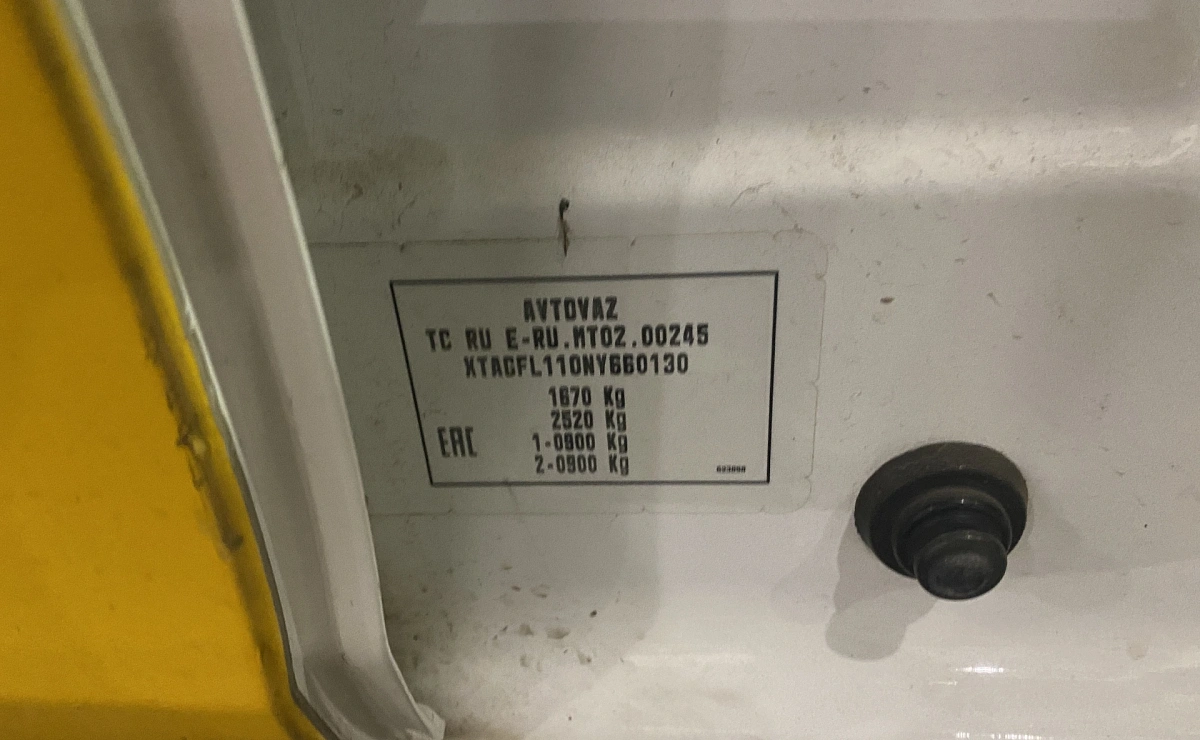 AVTOVAZ
TC RU E-RU.MT02.00245
XTAGFL110NY660130
1670 Kg
2520 Kg
EAC
1-0900 Kg
2-0900 Kg